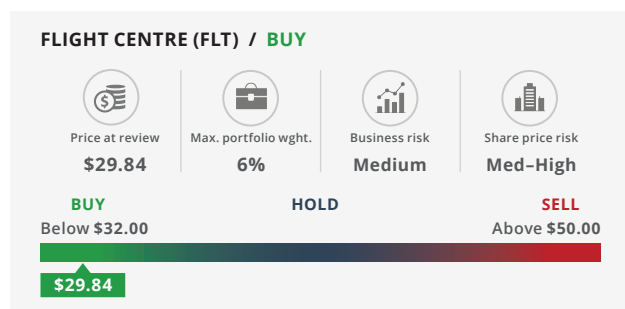 FLIGHT CENTRE (FLT) / BUY
$
Price at review
Max. portfolio wght.
Business risk
Share price risk
$29.84
6%
Medium
Med–High
BUY
HOLD
SELL
Below $32.00
Above $50.00
$29.84